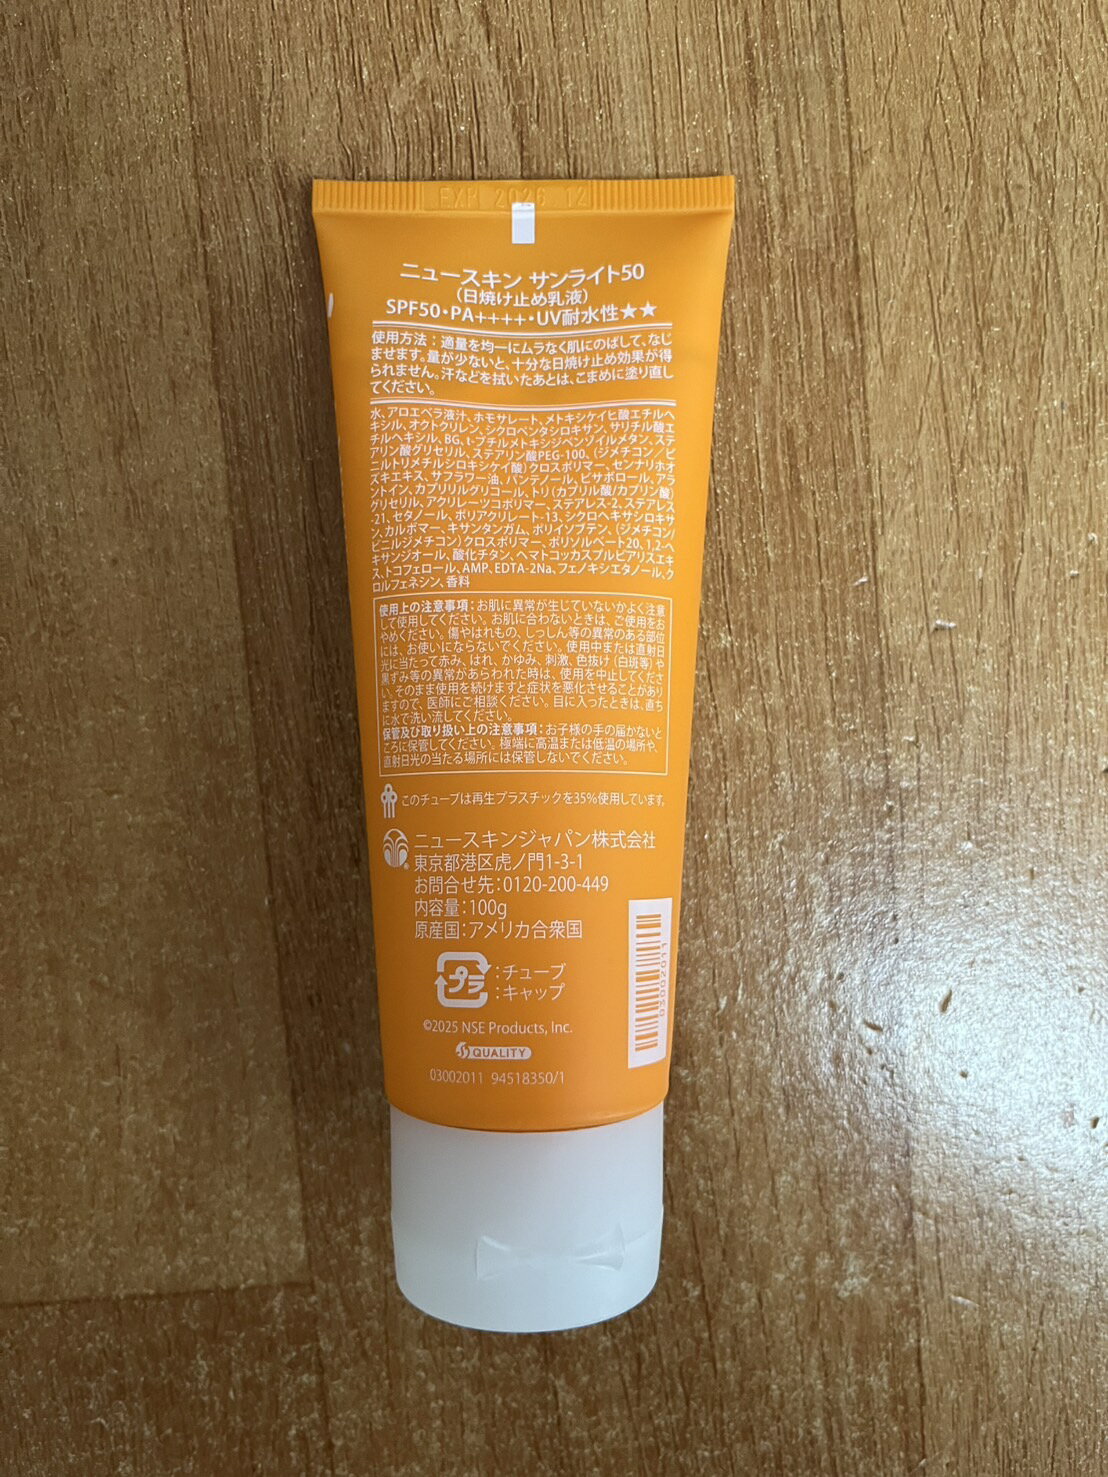 EXP 2026 12
ニュースキン サンライト50
（日焼け止め乳液）
SPF50・PA++++・UV耐水性★★
使用方法：適量を均一にムラなく肌にのばして、なじ
ませます。量が少ないと、十分な日焼け止め効果が得
られません。汗などを拭いたあとは、こまめに塗り直し
てください。
水、アロエベラ液汁、ホモサレート、メトキシケイヒ酸エチルヘ
キシル、オクトクリレン、シクロペンタシロキサン、サリチル酸エ
チルヘキシル、BG、t-ブチルメトキシジベンゾイルメタン、ステ
アリン酸グリセリル、ステアリン酸PEG-100、（ジメチコン／ビ
ニルトリメチルシロキシケイ酸）クロスポリマー、センナリホオ
ズキエキス、サフラワー油、パンテノール、ビサボロール、アラ
ントイン、カプリリルグリコール、トリ（カプリル酸/カプリン酸）
グリセリル、アクリレーツコポリマー、ステアレス-2、ステアレス
-21、セタノール、ポリアクリレート-13、シクロヘキサシロキサ
ン、カルボマー、キサンタンガム、ポリイソブテン、（ジメチコン/
ビニルジメチコン）クロスポリマー、ポリソルベート20、1,2-ヘ
キサンジオール、酸化チタン、ヘマトコッカスプルビアリスエキ
ス、トコフェロール、AMP、EDTA-2Na、フェノキシエタノール、ク
ロルフェネシン、香料
使用上の注意事項：お肌に異常が生じていないかよく注意
して使用してください。お肌に合わないときは、ご使用をお
やめください。傷やはれもの、しっしん等の異常のある部位
には、お使いにならないでください。使用中または直射日
光に当たって赤み、はれ、かゆみ、刺激、色抜け（白斑等）や
黒ずみ等の異常があらわれた時は、使用を中止してくださ
い。そのまま使用を続けますと症状を悪化させることがあり
ますので、医師にご相談ください。目に入ったときは、直ち
に水で洗い流してください。
保管及び取り扱い上の注意事項：お子様の手の届かないと
ころに保管してください。極端に高温または低温の場所や、
直射日光の当たる場所には保管しないでください。
このチューブは再生プラスチックを35%使用しています。
ニュースキンジャパン株式会社
東京都港区虎ノ門1-3-1
お問合せ先：0120-200-449
内容量：100g
原産国：アメリカ合衆国
プラ
：チューブ
：キャップ
©2025 NSE Products, Inc.
QUALITY
03002011 94518350/1
03002011